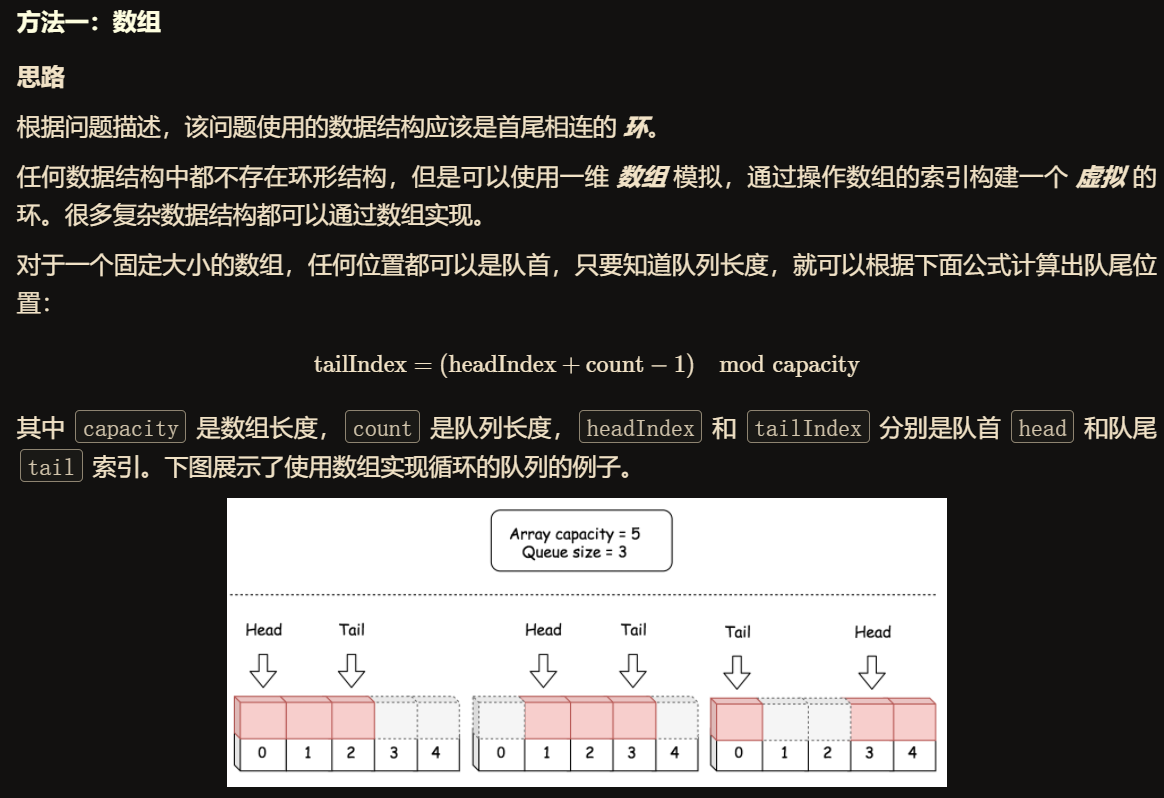 方法一：数组
思路
根据问题描述，该问题使用的数据结构应该是首尾相连的 环。
任何数据结构中都不存在环形结构，但是可以使用一维 数组 模拟，通过操作数组的索引构建一个 虚拟 的
环。很多复杂数据结构都可以通过数组实现。
对于一个固定大小的数组，任何位置都可以是队首，只要知道队列长度，就可以根据下面公式计算出队尾位
置：
tailIndex = (headIndex + count − 1) mod capacity
其中 capacity 是数组长度， count 是队列长度， headIndex 和 tailIndex 分别是队首 head 和队尾
tail 索引。下图展示了使用数组实现循环的队列的例子。
Array capacity = 5
Queue size = 3
Head Tail Head Tail Tail Head
0 1 2 3 4 0 1 2 3 4 0 1 2 3 4